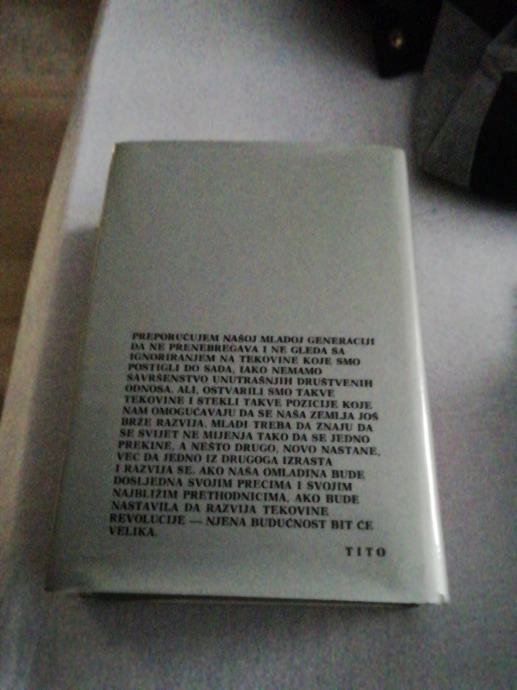 PREPORUČUJEM NAŠOJ MLADOJ GENERACIJI
DA NE PRENEBREGAVA I NE GLEDA SA
IGNORIRANJEM NA TEKOVINE KOJE SMO
POSTIGLI DO SADA, IAKO NEMAMO
SAVRŠENSTVO UNUTRAŠNJIH DRUŠTVENIH
ODNOSA. ALI, OSTVARILI SMO TAKVE
TEKOVINE I STEKLI TAKVE POZICIJE KOJE
NAM OMOGUĆAVAJU DA SE NAŠA ZEMLJA JOŠ
BRŽE RAZVIJA. MLADI TREBA DA ZNAJU DA
SE SVIJET NE MIJENJA TAKO DA SE JEDNO
PREKINE, A NEŠTO DRUGO, NOVO NASTANE,
VEĆ DA JEDNO IZ DRUGOGA IZRASTA
I RAZVIJA SE. AKO NAŠA OMLADINA BUDE
DOSLJEDNA SVOJIM PRECIMA I SVOJIM
NAJBLIŽIM PRETHODNICIMA, AKO BUDE
NASTAVILA DA RAZVIJA TEKOVINE
REVOLUCIJE — NJENA BUDUĆNOST BIT ĆE
VELIKA.
TITO